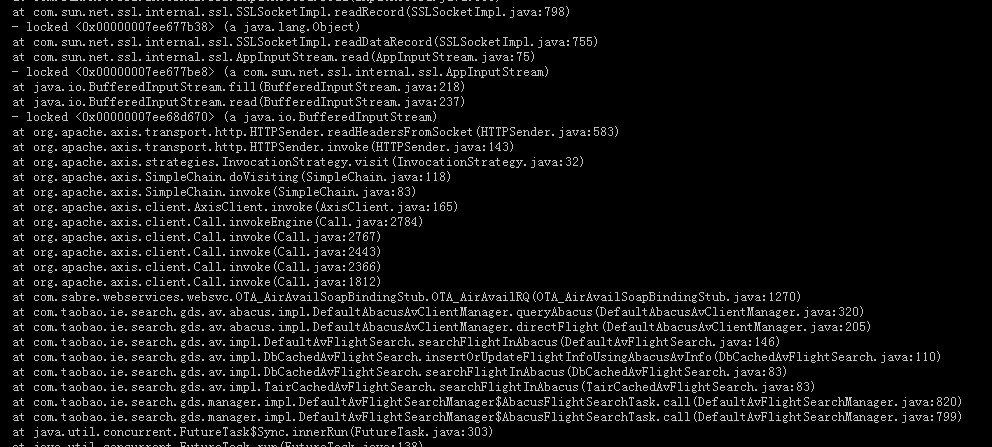 at com.sun.net.ssl.internal.ssl.SSLSocketImpl.readRecord(SSLSocketImpl.java:798)
- locked <0x00000007ee677b38> (a java.lang.Object)
at com.sun.net.ssl.internal.ssl.SSLSocketImpl.readDataRecord(SSLSocketImpl.java:755)
at com.sun.net.ssl.internal.ssl.AppInputStream.read(AppInputStream.java:75)
- locked <0x00000007ee677be8> (a com.sun.net.ssl.internal.ssl.AppInputStream)
at java.io.BufferedInputStream.fill(BufferedInputStream.java:218)
at java.io.BufferedInputStream.read(BufferedInputStream.java:237)
- locked <0x00000007ee68d670> (a java.io.BufferedInputStream)
at org.apache.axis.transport.http.HTTPSender.readHeadersFromSocket(HTTPSender.java:583)
at org.apache.axis.transport.http.HTTPSender.invoke(HTTPSender.java:143)
at org.apache.axis.strategies.InvocationStrategy.visit(InvocationStrategy.java:32)
at org.apache.axis.SimpleChain.doVisiting(SimpleChain.java:118)
at org.apache.axis.SimpleChain.invoke(SimpleChain.java:83)
at org.apache.axis.client.AxisClient.invoke(AxisClient.java:165)
at org.apache.axis.client.Call.invokeEngine(Call.java:2784)
at org.apache.axis.client.Call.invoke(Call.java:2767)
at org.apache.axis.client.Call.invoke(Call.java:2443)
at org.apache.axis.client.Call.invoke(Call.java:2366)
at org.apache.axis.client.Call.invoke(Call.java:1812)
at com.sabre.webservices.websvc.OTA_AirAvailSoapBindingStub.OTA_AirAvailRQ(OTA_AirAvailSoapBindingStub.java:1270)
at com.taobao.ie.search.gds.av.abacus.impl.DefaultAbacusAvClientManager.queryAbacus(DefaultAbacusAvClientManager.java:320)
at com.taobao.ie.search.gds.av.abacus.impl.DefaultAbacusAvClientManager.directFlight(DefaultAbacusAvClientManager.java:205)
at com.taobao.ie.search.gds.av.impl.DefaultAvFlightSearch.searchFlightInAbacus(DefaultAvFlightSearch.java:146)
at com.taobao.ie.search.gds.av.impl.DbCachedAvFlightSearch.insertOrUpdateFlightInfoUsingAbacusAvInfo(DbCachedAvFlightSearch.java:110)
at com.taobao.ie.search.gds.av.impl.DbCachedAvFlightSearch.searchFlightInAbacus(DbCachedAvFlightSearch.java:83)
at com.taobao.ie.search.gds.av.impl.TairCachedAvFlightSearch.searchFlightInAbacus(TairCachedAvFlightSearch.java:83)
at com.taobao.ie.search.gds.manager.impl.DefaultAvFlightSearchManager$AbacusFlightSearchTask.call(DefaultAvFlightSearchManager.java:820)
at com.taobao.ie.search.gds.manager.impl.DefaultAvFlightSearchManager$AbacusFlightSearchTask.call(DefaultAvFlightSearchManager.java:799)
at java.util.concurrent.FutureTask$Sync.innerRun(FutureTask.java:303)
at java.util.concurrent.FutureTask.run(FutureTask.java:138)